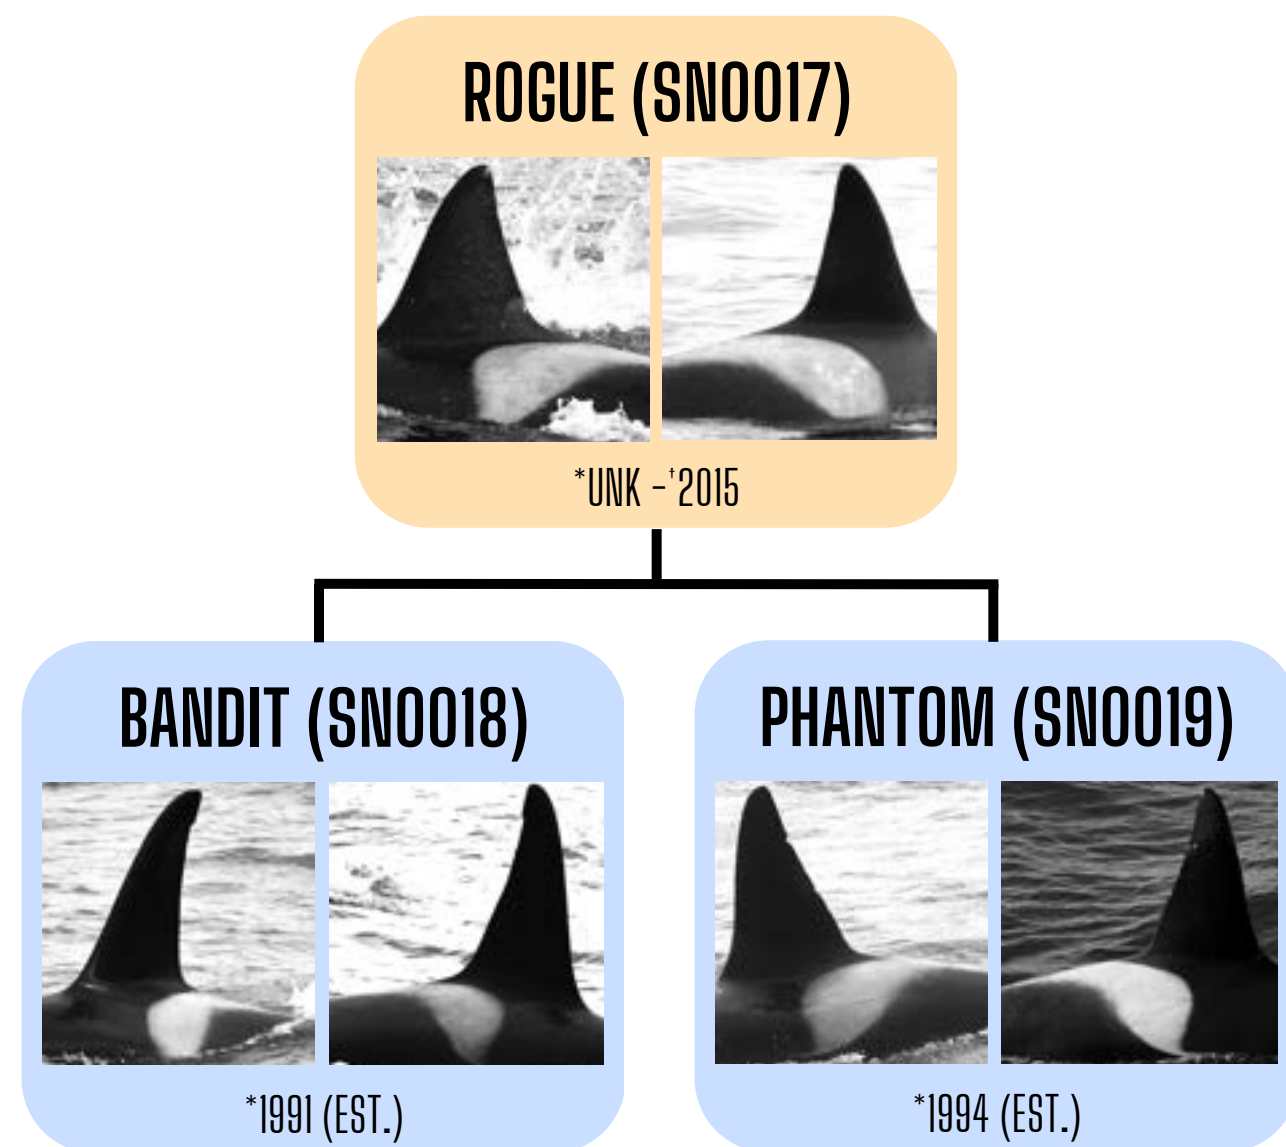 ROGUE (SN0017)
*UNK -†2015
BANDIT (SN0018)
PHANTOM (SN0019)
*1991 (EST.)
*1994 (EST.)